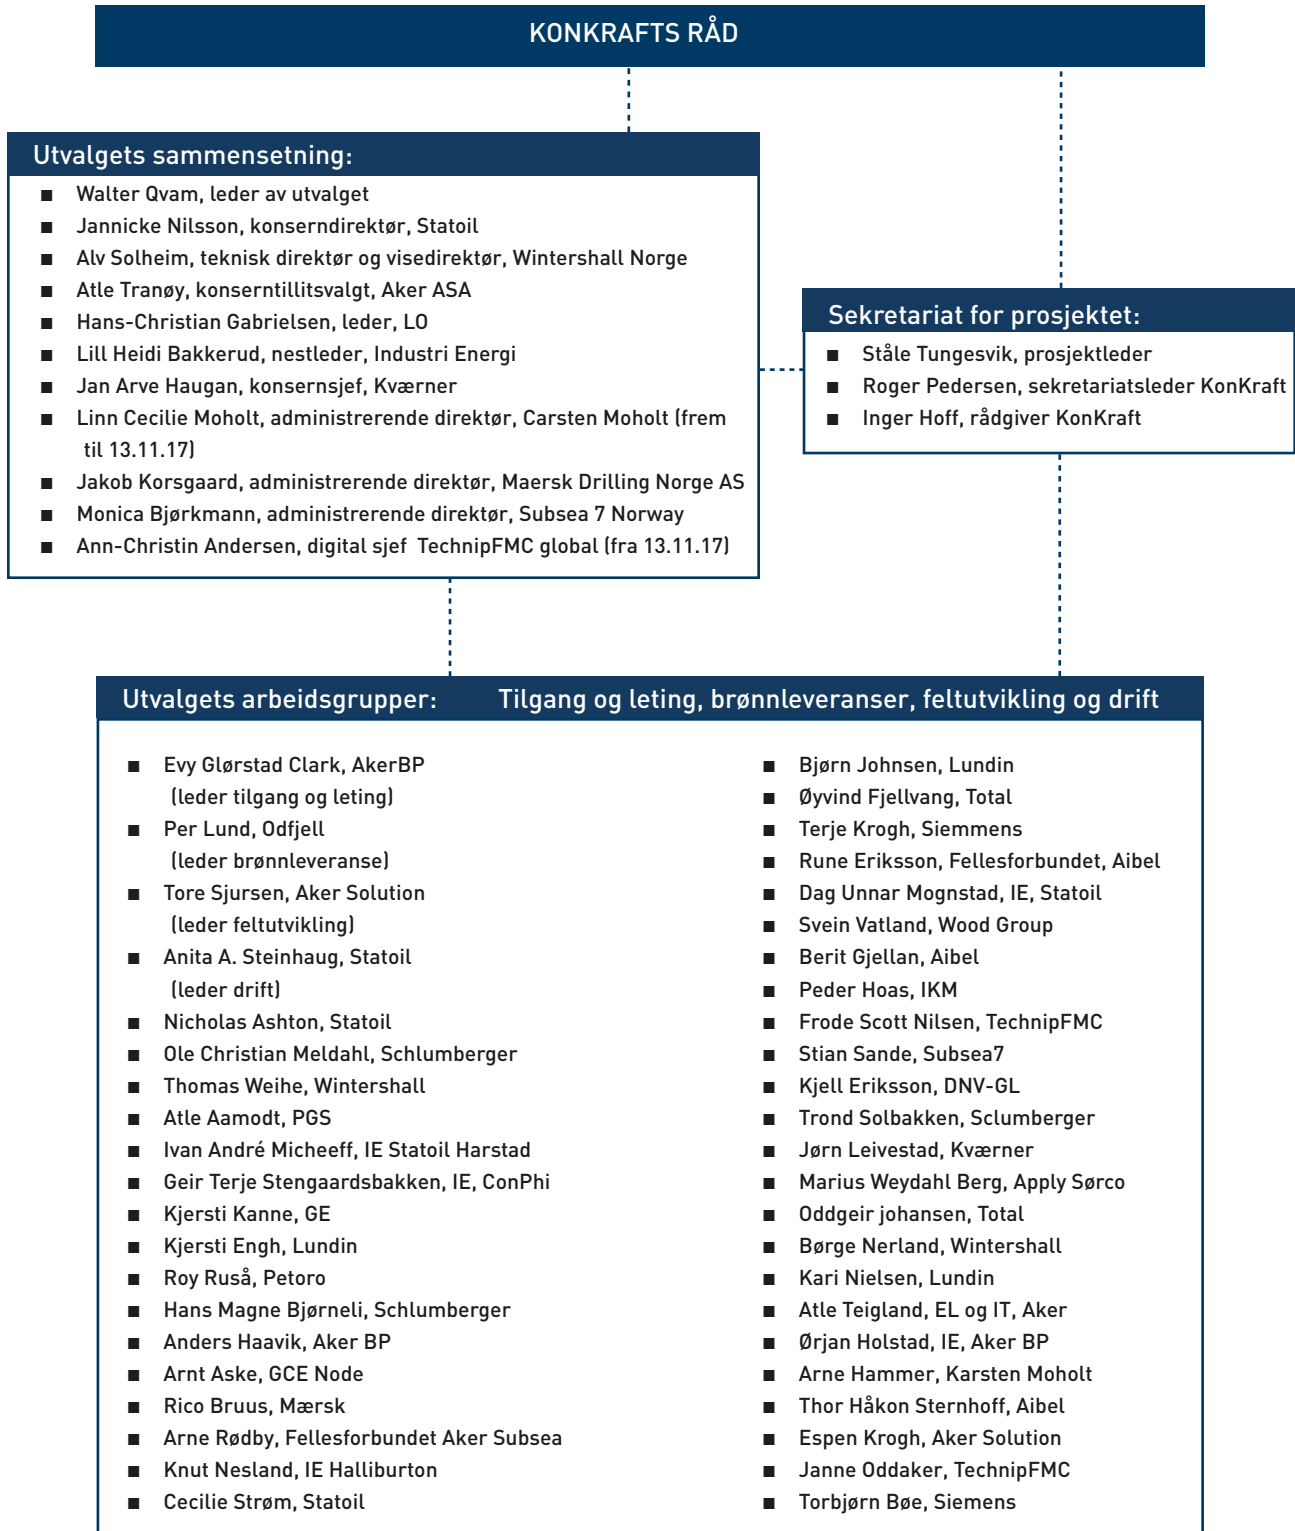 KONKRAFTS RÅD
Utvalgets sammensetning:
■ Walter Qvam, leder av utvalget
■ Jannicke Nilsson, konserndirektør, Statoil
■ Alv Solheim, teknisk direktør og visedirektør, Wintershall Norge
■ Atle Tranøy, konserntillitsvalgt, Aker ASA
■ Hans-Christian Gabrielsen, leder, LO
■ Lill Heidi Bakkerud, nestleder, Industri Energi
■ Jan Arve Haugan, konsernsjef, Kværner
■ Linn Cecilie Moholt, administrerende direktør, Carsten Moholt (frem
til 13.11.17)
■ Jakob Korsgaard, administrerende direktør, Maersk Drilling Norge AS
■ Monica Bjørkmann, administrerende direktør, Subsea 7 Norway
■ Ann-Christin Andersen, digital sjef TechnipFMC global (fra 13.11.17)
Sekretariat for prosjektet:
■ Ståle Tungesvik, prosjektleder
■ Roger Pedersen, sekretariatsleder KonKraft
■ Inger Hoff, rådgiver KonKraft
Utvalgets arbeidsgrupper: Tilgang og leting, brønnleveranser, feltutvikling og drift
■ Evy Glørstad Clark, AkerBP
(leder tilgang og leting)
■ Per Lund, Odfjell
(leder brønnleveranse)
■ Tore Sjursen, Aker Solution
(leder feltutvikling)
■ Anita A. Steinhaug, Statoil
(leder drift)
■ Nicholas Ashton, Statoil
■ Ole Christian Meldahl, Schlumberger
■ Thomas Weihe, Wintershall
■ Atle Aamodt, PGS
■ Ivan André Micheeff, IE Statoil Harstad
■ Geir Terje Stengaardsbakken, IE, ConPhi
■ Kjersti Kanne, GE
■ Kjersti Engh, Lundin
■ Roy Ruså, Petoro
■ Hans Magne Bjørneli, Schlumberger
■ Anders Haavik, Aker BP
■ Arnt Aske, GCE Node
■ Rico Bruus, Mærsk
■ Arne Rødby, Fellesforbundet Aker Subsea
■ Knut Nesland, IE Halliburton
■ Cecilie Strøm, Statoil
■ Bjørn Johnsen, Lundin
■ Øyvind Fjellvang, Total
■ Terje Krogh, Siemmens
■ Rune Eriksson, Fellesforbundet, Aibel
■ Dag Unnar Mognstad, IE, Statoil
■ Svein Vatland, Wood Group
■ Berit Gjellan, Aibel
■ Peder Hoas, IKM
■ Frode Scott Nilsen, TechnipFMC
■ Stian Sande, Subsea7
■ Kjell Eriksson, DNV-GL
■ Trond Solbakken, Sclumberger
■ Jørn Leivestad, Kværner
■ Marius Weydahl Berg, Apply Sørco
■ Oddgeir johansen, Total
■ Børge Nerland, Wintershall
■ Kari Nielsen, Lundin
■ Atle Teigland, EL og IT, Aker
■ Ørjan Holstad, IE, Aker BP
■ Arne Hammer, Karsten Moholt
■ Thor Håkon Sternhoff, Aibel
■ Espen Krogh, Aker Solution
■ Janne Oddaker, TechnipFMC
■ Torbjørn Bøe, Siemens